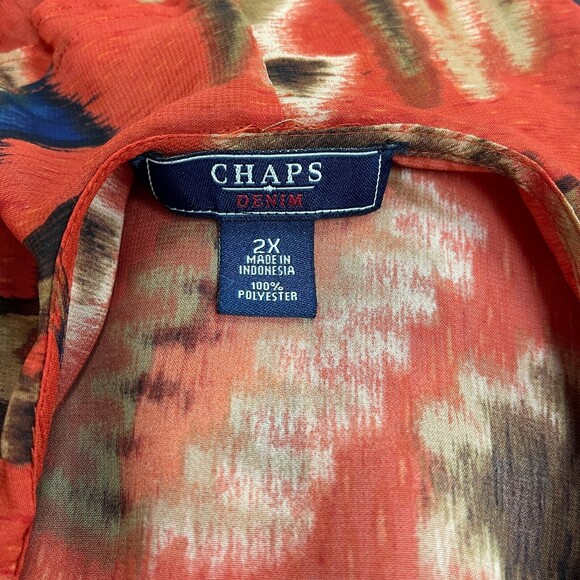 CHAPS
DENIM
2X
MADE IN
INDONESIA
100%
POLYESTER